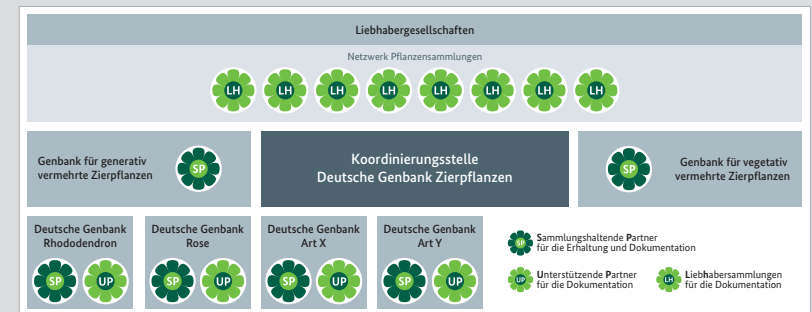 Liebhabergesellschaften
Netzwerk Pflanzensammlungen
LH LH LH LH LH LH LH LH
Genbank für generativ
vermehrte Zierpflanzen
SP
Koordinierungsstelle
Deutsche Genbank Zierpflanzen
SP
Genbank für vegetativ
vermehrte Zierpflanzen
Deutsche Genbank
Rhododendron
SP UP
Deutsche Genbank
Rose
SP UP
Deutsche Genbank
Art X
SP UP
Deutsche Genbank
Art Y
SP UP
SP
Sammlungshaltende Partner
für die Erhaltung und Dokumentation
UP
Unterstützende Partner
für die Dokumentation
LH
Liebhabersammlungen
für die Dokumentation